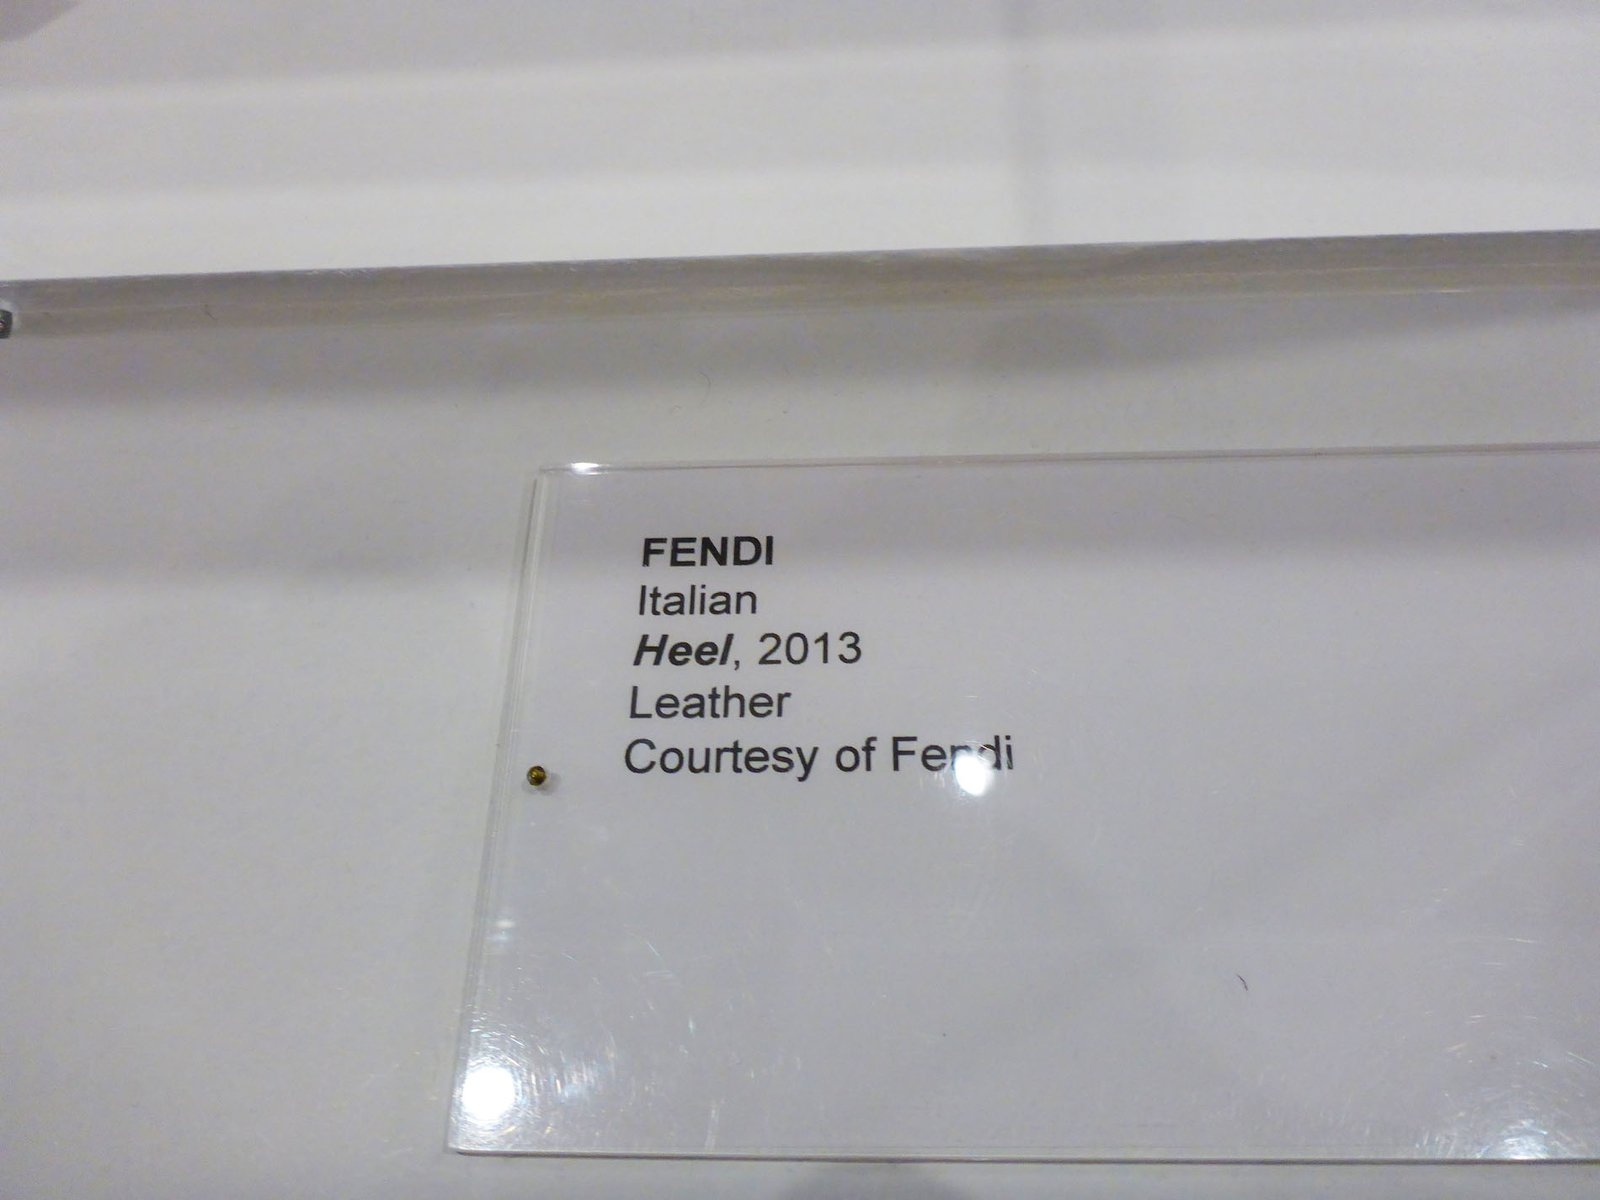 FENDI
Italian
Heel, 2013
Leather
Courtesy of Fendi